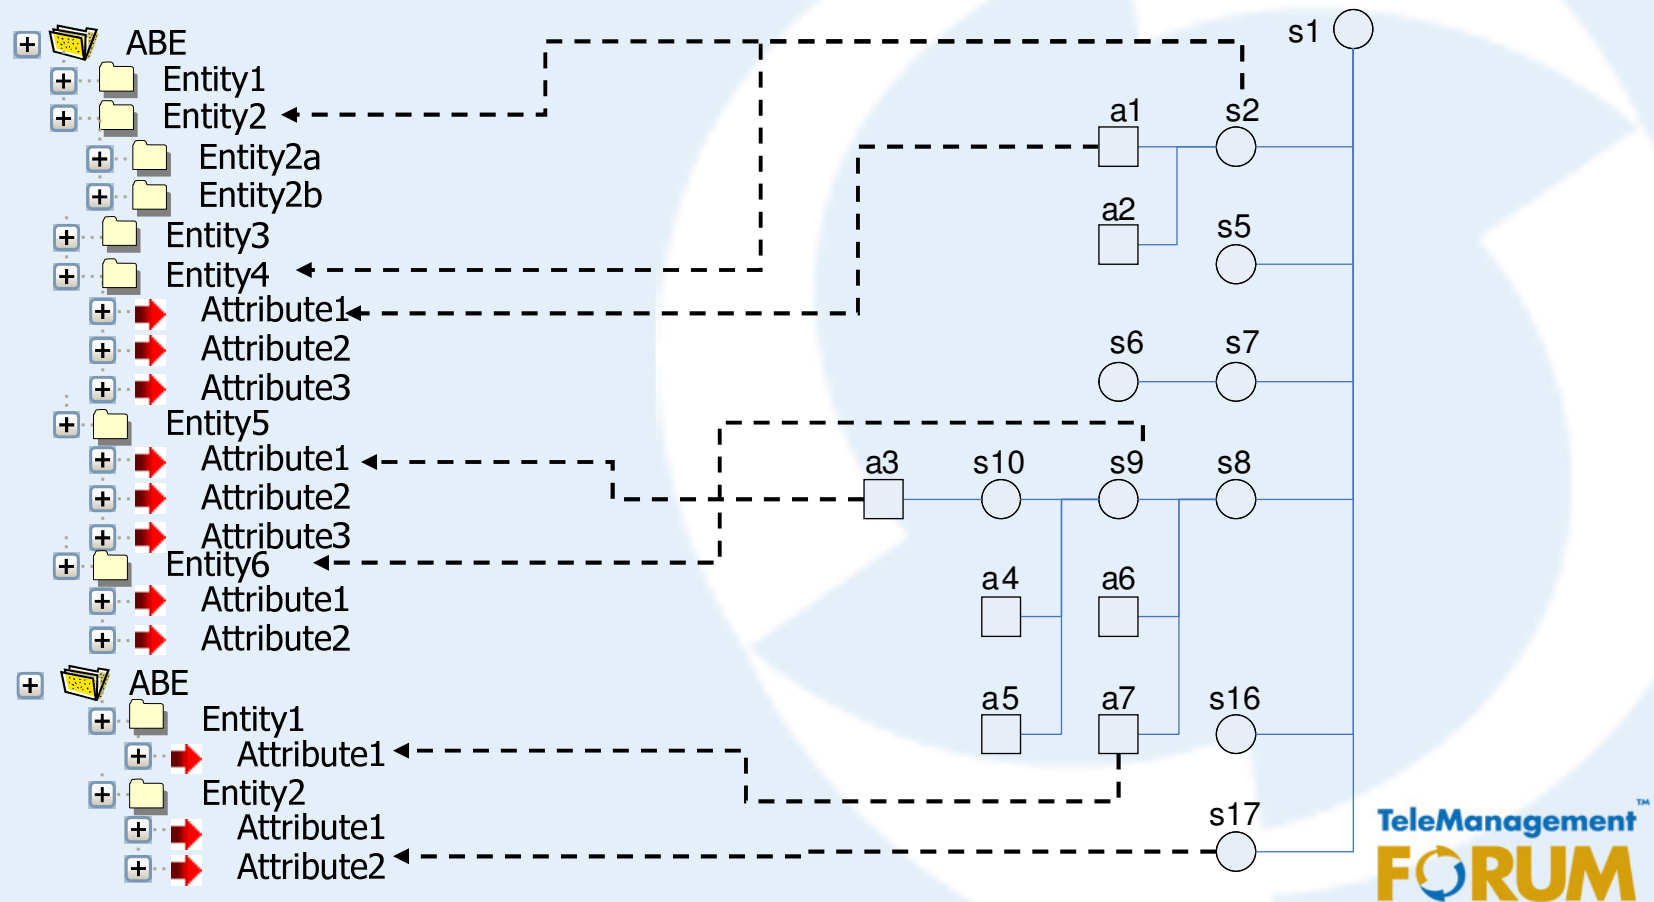 ABE
Entity1
Entity2
Entity2a
Entity2b
Entity3
Entity4
Attribute1
Attribute2
Attribute3
Entity5
Attribute1
Attribute2
Attribute3
Entity6
Attribute1
Attribute2
ABE
Entity1
Attribute1
Entity2
Attribute1
Attribute2
s1
a1 s2
a2
s5
s6 s7
a3 s10 s9 s8
a4 a6
a5 a7 s16
s17
TeleManagement™
FORUM